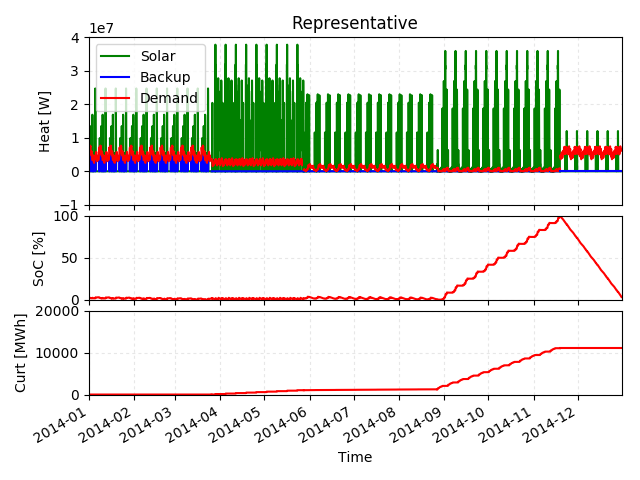 Representative
1e7
4
3
2
1
0
−1
Heat [W]
Solar
Backup
Demand
100
50
0
SoC [%]
20000
10000
0
Curt [MWh]
2014-01
2014-02
2014-03
2014-04
2014-05
2014-06
2014-07
2014-08
2014-09
2014-10
2014-11
2014-12
Time